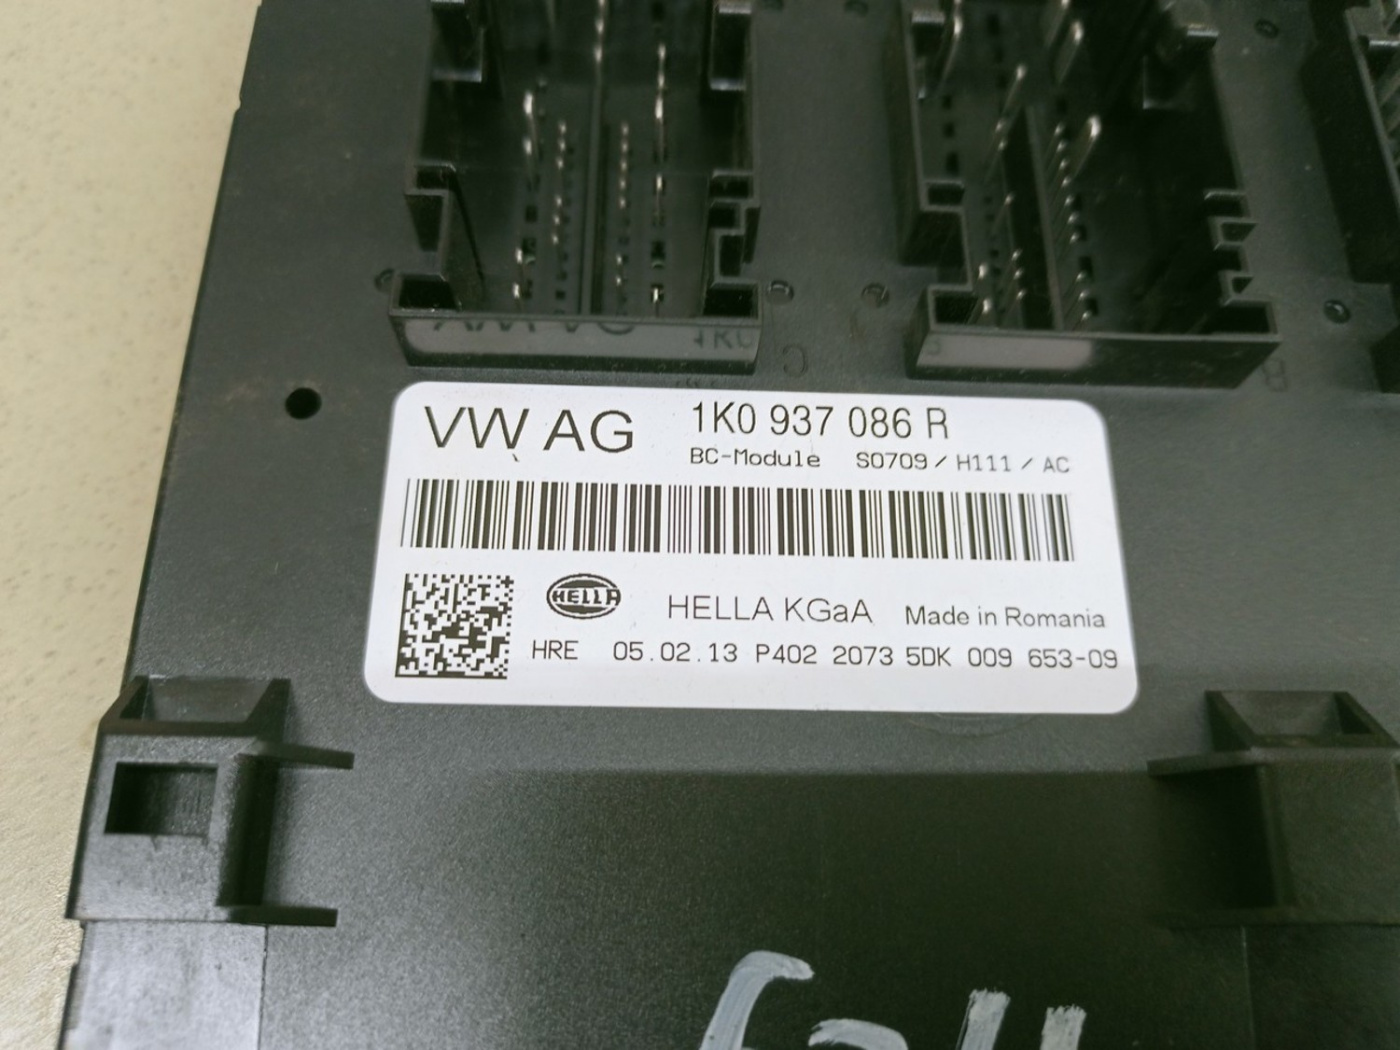 VW AG 1K0 937 086 R
BC-Module S0709 / H111 / AC
HELLA HELLA KGaA Made in Romania
HRE 05.02.13 P402 2073 5DK 009 653-09